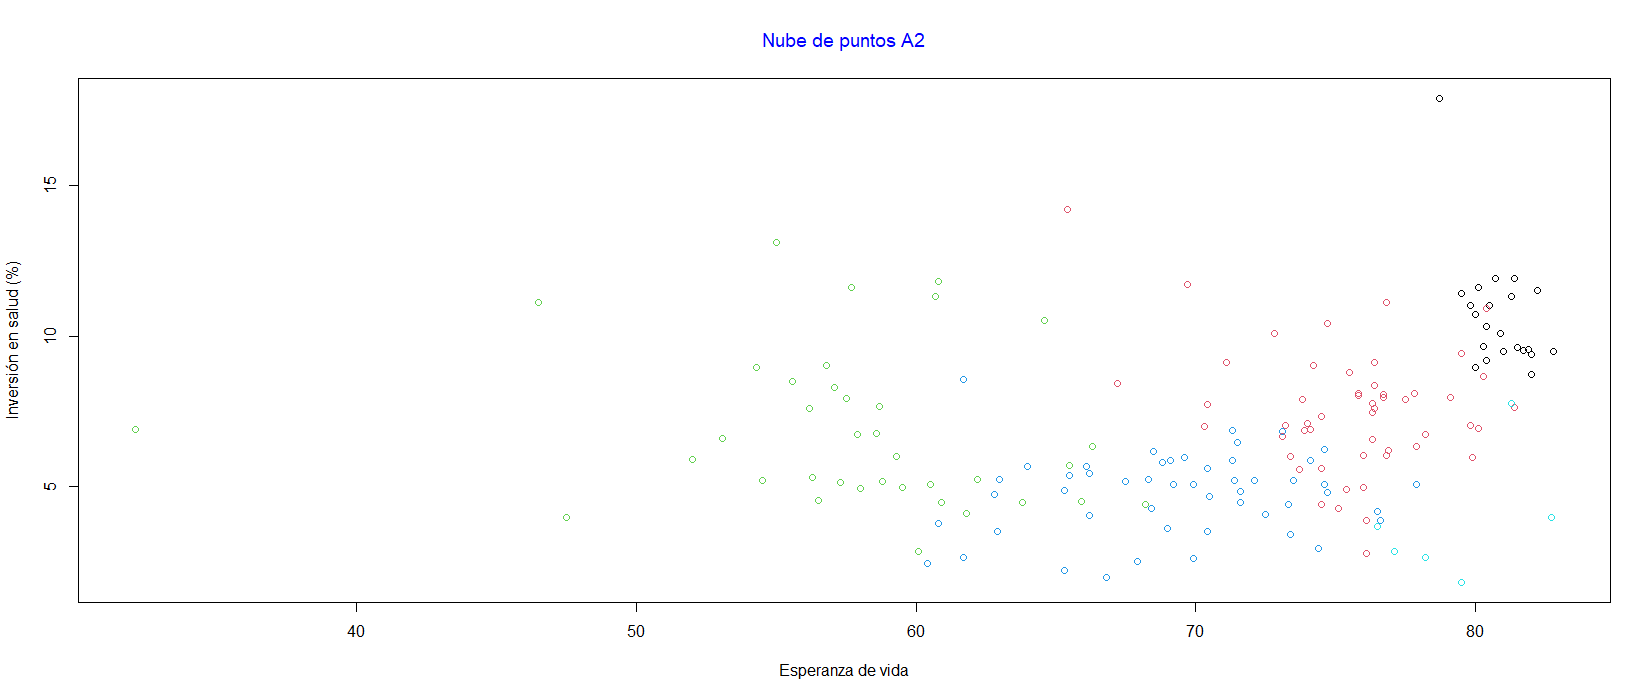 Nube de puntos A2
Inversión en salud (%)
15
10
5
40 50 60 70 80
Esperanza de vida